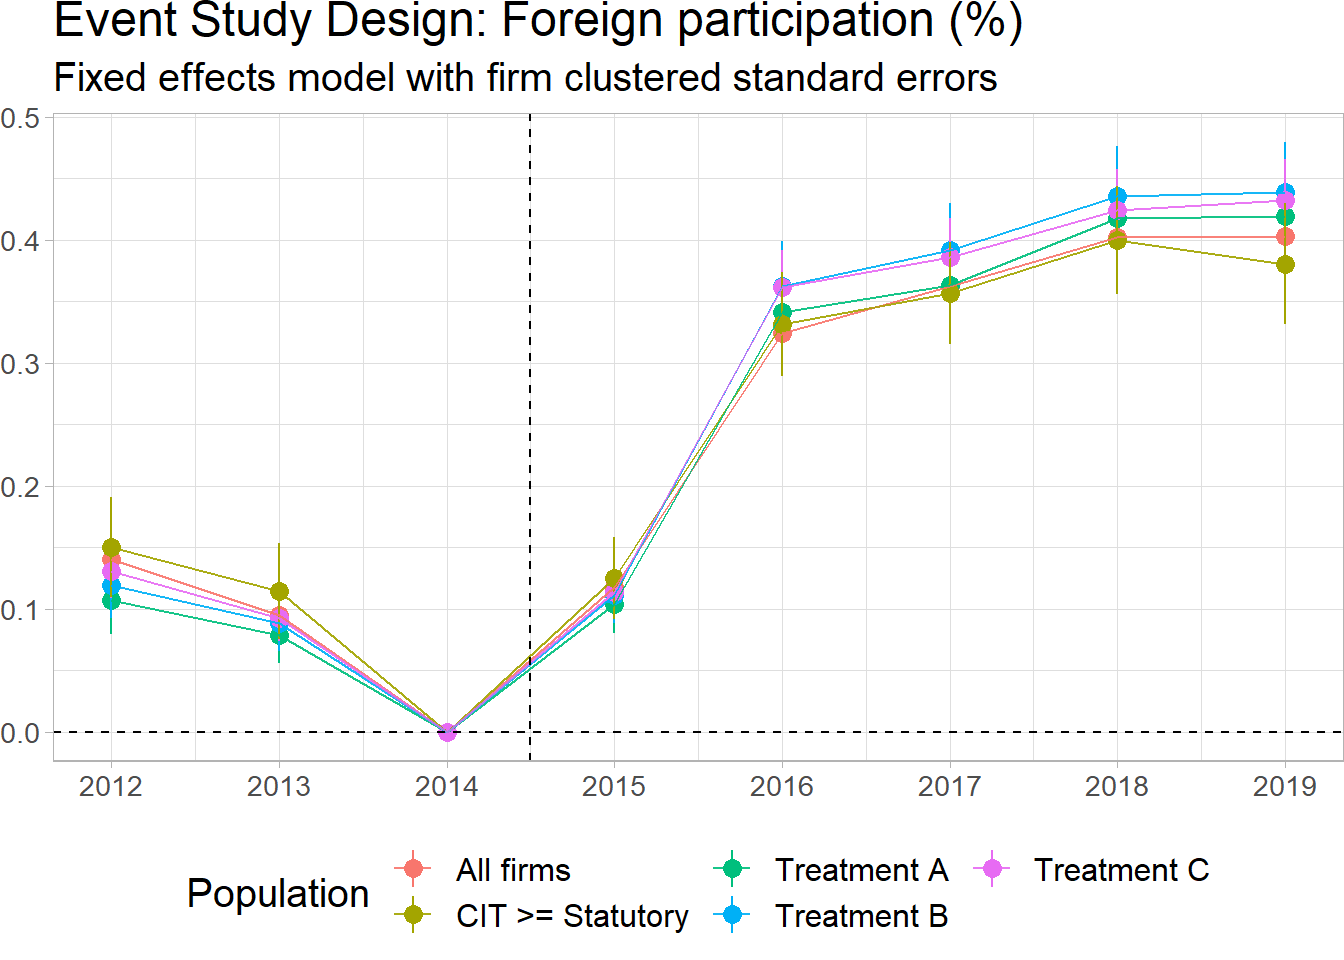 Event Study Design: Foreign participation (%)
Fixed effects model with firm clustered standard errors
0.5
0.4
0.3
0.2
0.1
0.0
2012 2013 2014 2015 2016 2017 2018 2019
Population
All firms
CIT >= Statutory
Treatment A
Treatment B
Treatment C